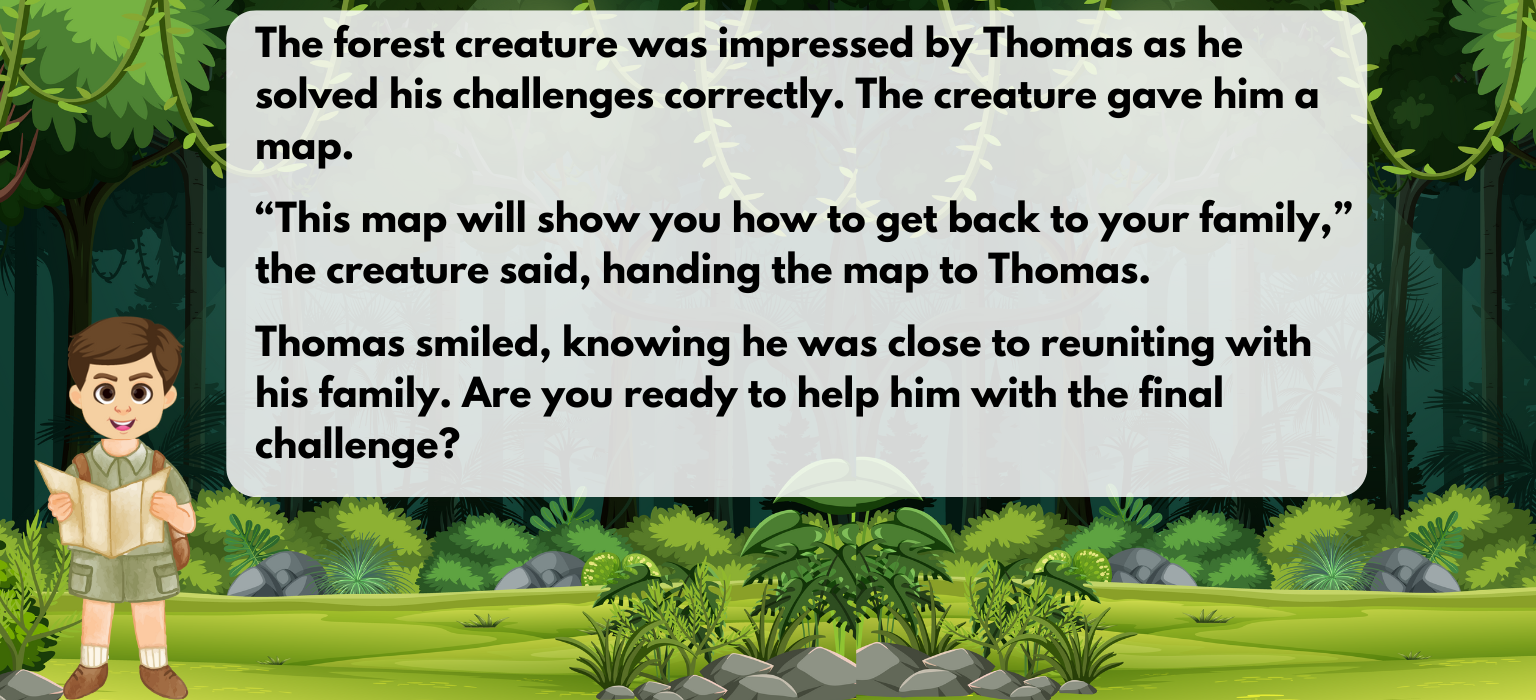 The forest creature was impressed by Thomas as he
solved his challenges correctly. The creature gave him a
map.
“This map will show you how to get back to your family,”
the creature said, handing the map to Thomas.
Thomas smiled, knowing he was close to reuniting with
his family. Are you ready to help him with the final
challenge?